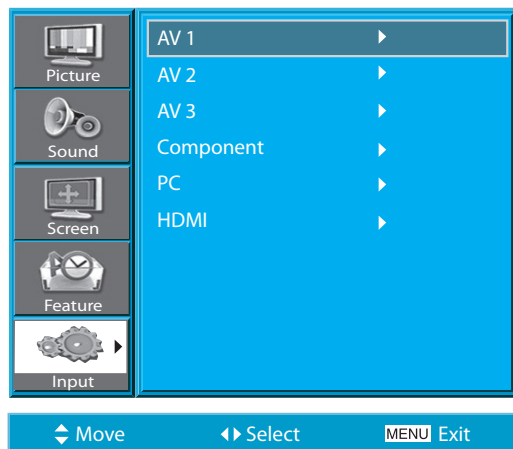 Picture
Sound
Screen
Feature
Input
AV 1
AV 2
AV 3
Component
PC
HDMI
Move Select MENU Exit